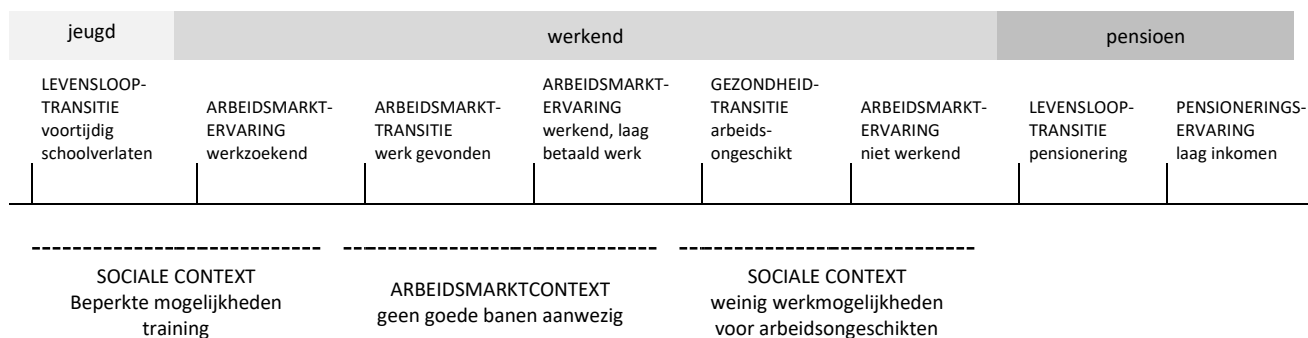 jeugd
werkend
pensioen
LEVENSLOOP-
TRANSITIE
voortijdig
schoolverlaten
ARBEIDSMARKT-
ERVARING
werkzoekend
ARBEIDSMARKT-
TRANSITIE
werk gevonden
ARBEIDSMARKT-
ERVARING
werkend, laag
betaald werk
GEZONDHEID-
TRANSITIE
arbeids-
ongeschikt
ARBEIDSMARKT-
ERVARING
niet werkend
LEVENSLOOP-
TRANSITIE
pensionering
PENSIONERINGS-
ERVARING
laag inkomen
SOCIALE CONTEXT
Beperkte mogelijkheden
training
ARBEIDSMARKTCONTEXT
geen goede banen aanwezig
SOCIALE CONTEXT
weinig werkmogelijkheden
voor arbeidsongeschikten